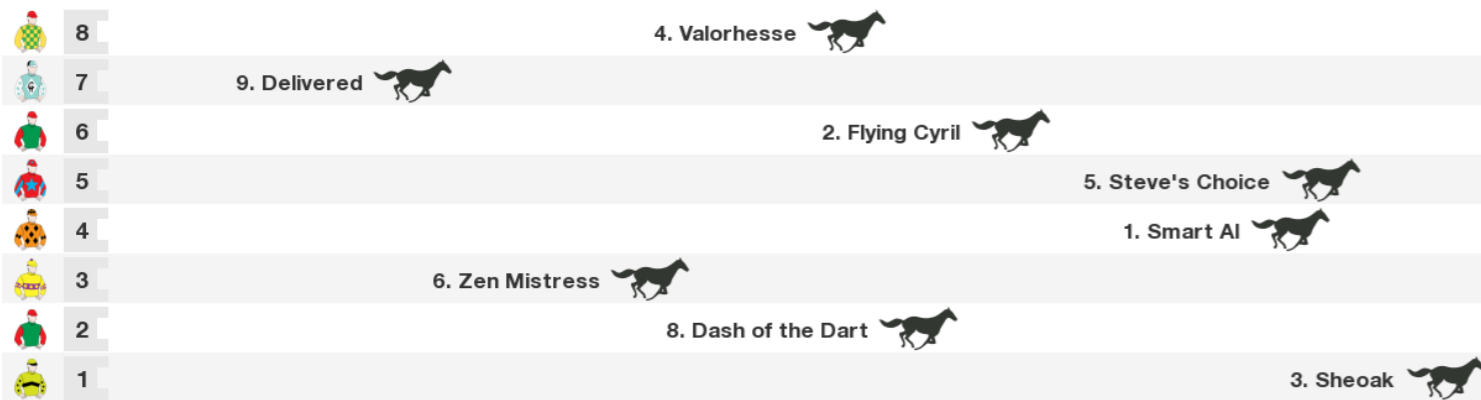 8 4. Valorhesse
7 9. Delivered
6 2. Flying Cyril
5 5. Steve's Choice
4 1. Smart Al
3 6. Zen Mistress
2 8. Dash of the Dart
1 3. Sheoak